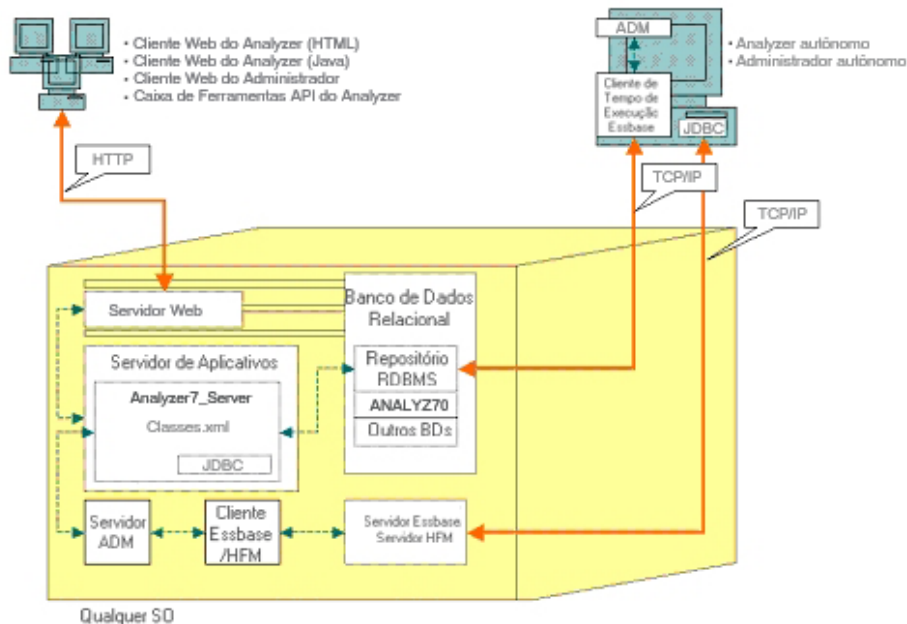 • Cliente Web do Analyzer (HTML)
• Cliente Web do Analyzer (Java)
• Cliente Web do Administrador
• Caixa de Ferramentas API do Analyzer
ADM
Cliente de
Tempo de
Execução
Essbase
JDBC
• Analyzer autônomo
• Administrador autônomo
HTTP
TCP/IP
TCP/IP
Servidor Web
Banco de Dados
Relacional
Repositório
RDBMS
ANALYZ70
Outros BDs
Servidor de Aplicativos
Analyzer7_Server
Classes.xml
JDBC
Servidor
ADM
Cliente
Essbase
/HFM
Servidor Essbase
Servidor HFM
Qualquer SO